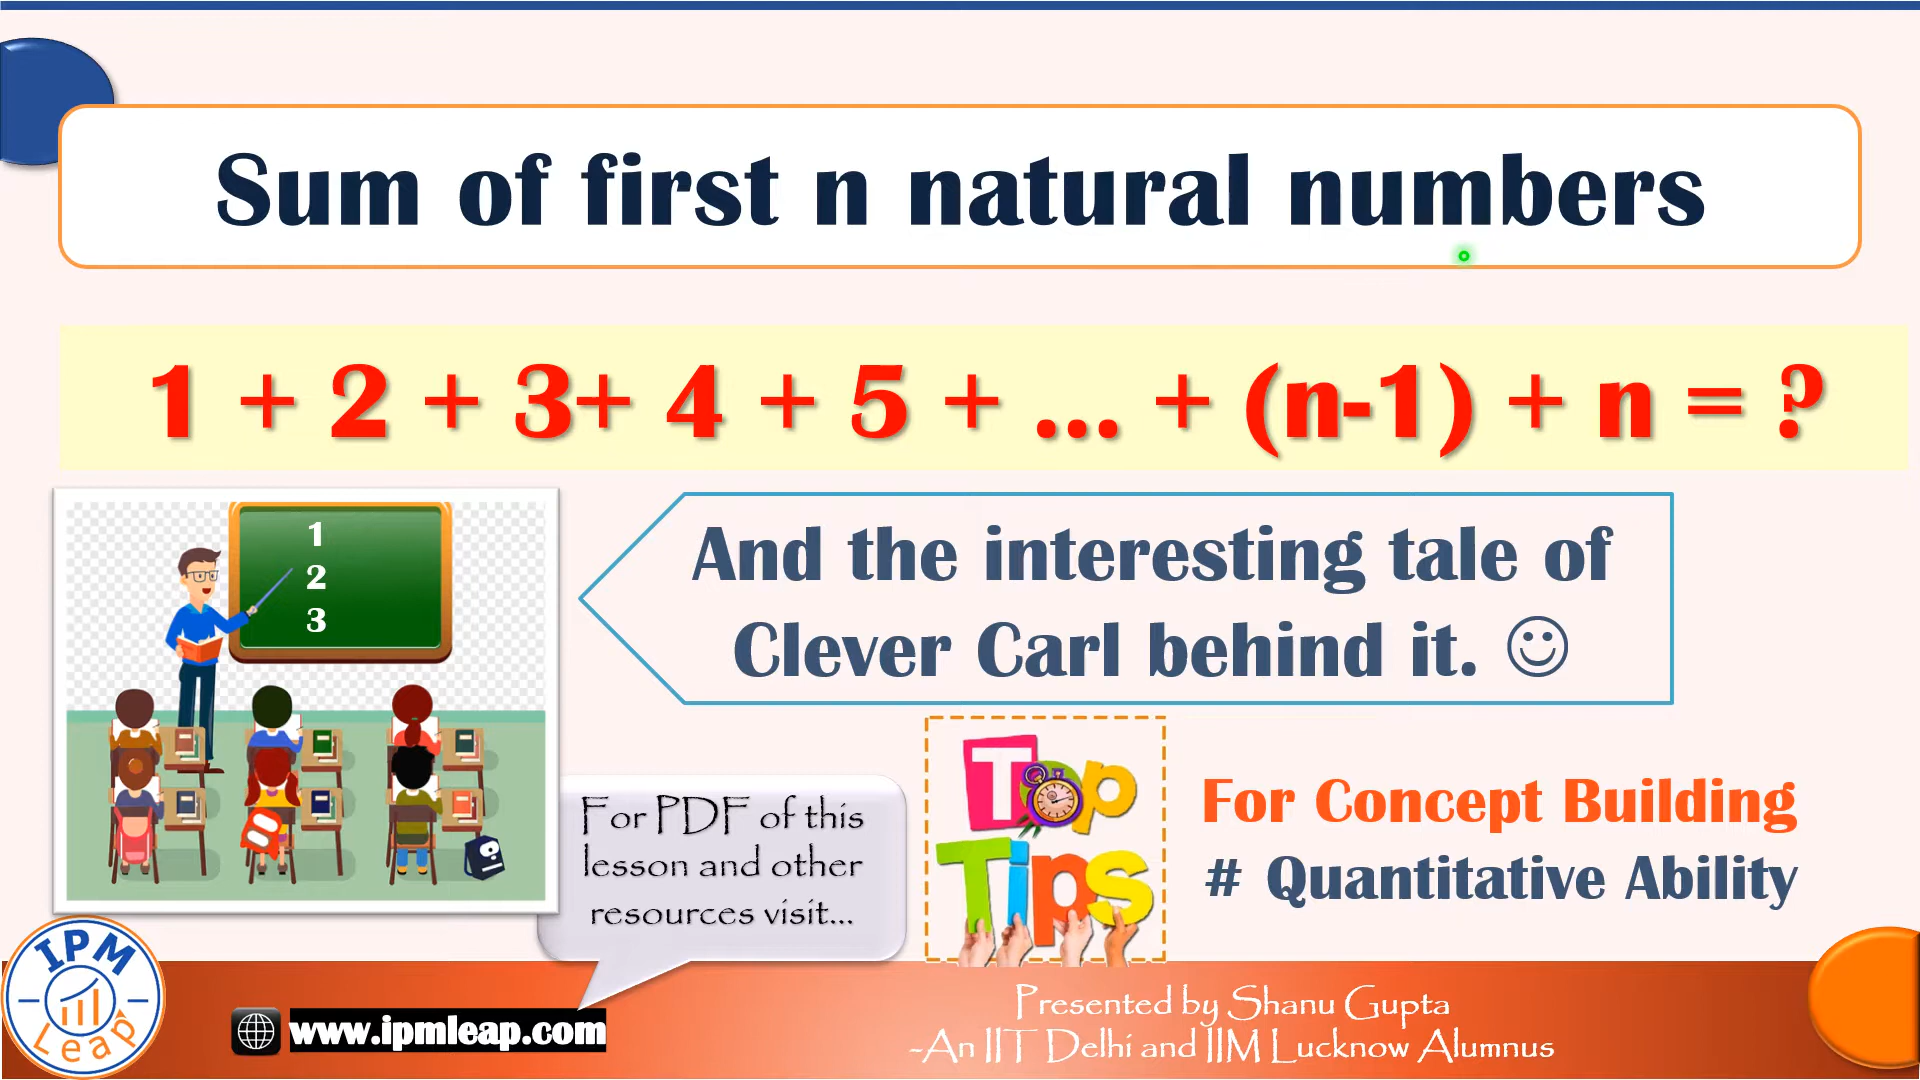 Sum of first n natural numbers
1 + 2 + 3+ 4 + 5 + ... + (n-1) + n = ?
1
2
3
And the interesting tale of
Clever Carl behind it. ☺
Top
Tips
For Concept Building
# Quantitative Ability
For PDF of this
lesson and other
resources visit...
IPM
Leap
www.ipmleap.com
Presented by Shanu Gupta
-An IIT Delhi and IIM Lucknow Alumnus